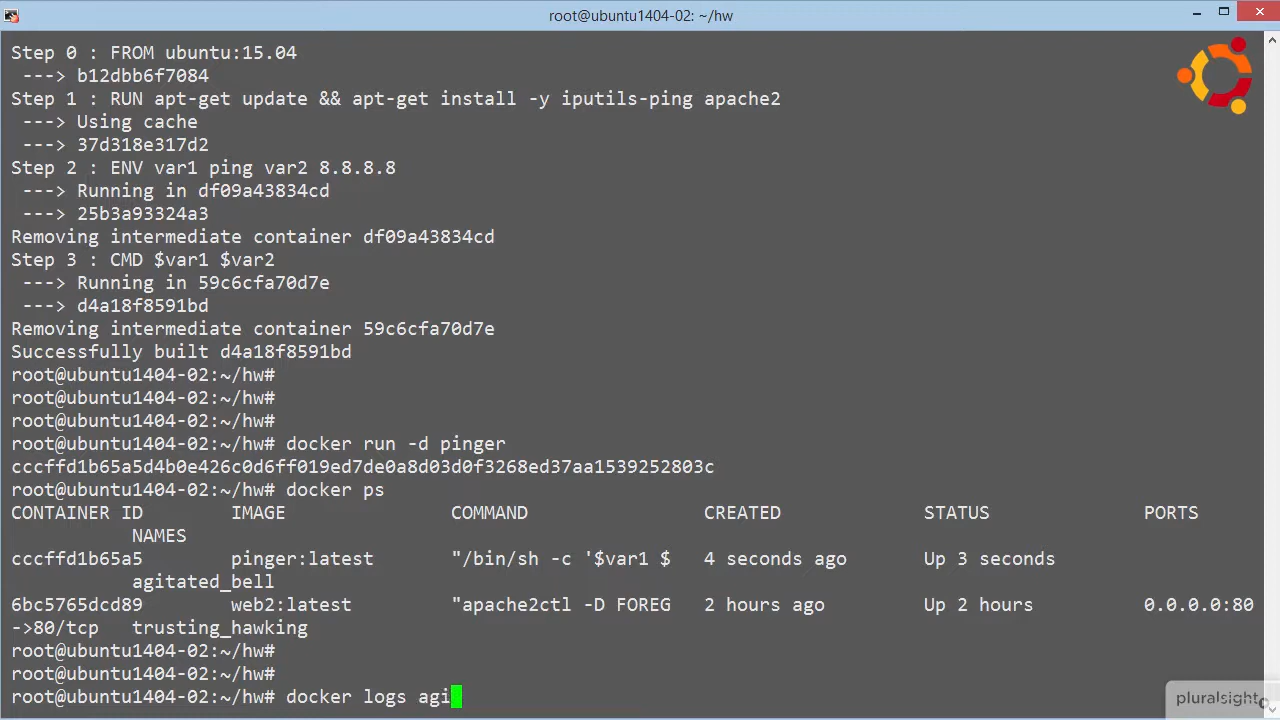 root@ubuntu1404-02: ~/hw
Step 0 : FROM ubuntu:15.04
 ---> b12dbb6f7084
Step 1 : RUN apt-get update && apt-get install -y iputils-ping apache2
 ---> Using cache
 ---> 37d318e317d2
Step 2 : ENV var1 ping var2 8.8.8.8
 ---> Running in df09a43834cd
 ---> 25b3a93324a3
Removing intermediate container df09a43834cd
Step 3 : CMD $var1 $var2
 ---> Running in 59c6cfa70d7e
 ---> d4a18f8591bd
Removing intermediate container 59c6cfa70d7e
Successfully built d4a18f8591bd
root@ubuntu1404-02:~/hw#
root@ubuntu1404-02:~/hw#
root@ubuntu1404-02:~/hw#
root@ubuntu1404-02:~/hw# docker run -d pinger
cccffd1b65a5d4b0e426c0d6ff019ed7de0a8d03d0f3268ed37aa1539252803c
root@ubuntu1404-02:~/hw# docker ps
CONTAINER ID        IMAGE               COMMAND                CREATED             STATUS              PORTS
           NAMES
cccffd1b65a5        pinger:latest       "/bin/sh -c '$var1 $   4 seconds ago       Up 3 seconds
           agitated_bell
6bc5765dcd89        web2:latest         "apache2ctl -D FOREG   2 hours ago         Up 2 hours          0.0.0.0:80
->80/tcp   trusting_hawking
root@ubuntu1404-02:~/hw#
root@ubuntu1404-02:~/hw#
root@ubuntu1404-02:~/hw# docker logs agi
pluralsight